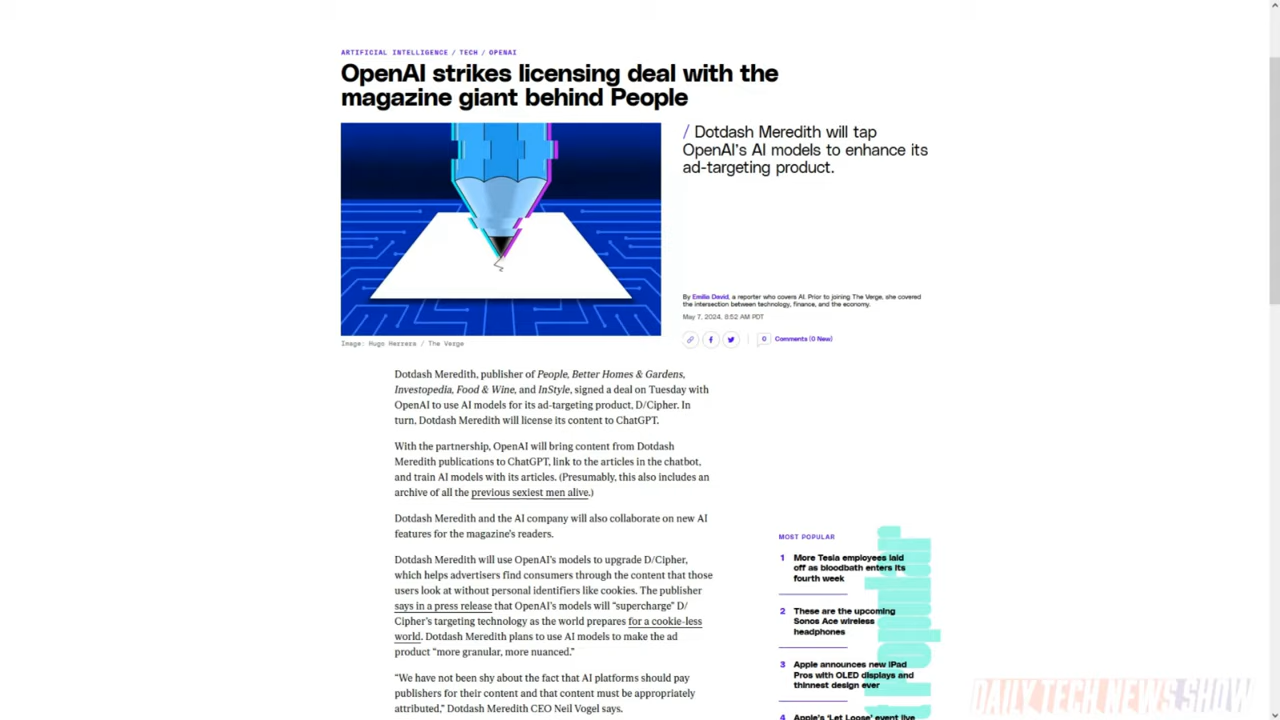 ARTIFICIAL INTELLIGENCE / TECH / OPENAI
OpenAI strikes licensing deal with the
magazine giant behind People
/ Dotdash Meredith will tap
OpenAI's AI models to enhance its
ad-targeting product.
By Emilia David, a reporter who covers AI. Prior to joining The Verge, she covered
the intersection between technology, finance, and the economy.
May 7, 2024, 8:52 AM PDT
0 Comments (0 New)
Image: Hugo Herrera / The Verge
Dotdash Meredith, publisher of People, Better Homes & Gardens,
Investopedia, Food & Wine, and InStyle, signed a deal on Tuesday with
OpenAI to use AI models for its ad-targeting product, D/Cipher. In
turn, Dotdash Meredith will license its content to ChatGPT.
With the partnership, OpenAI will bring content from Dotdash
Meredith publications to ChatGPT, link to the articles in the chatbot,
and train AI models with its articles. (Presumably, this also includes an
archive of all the previous sexiest men alive.)
Dotdash Meredith and the AI company will also collaborate on new AI
features for the magazine's readers.
Dotdash Meredith will use OpenAI's models to upgrade D/Cipher,
which helps advertisers find consumers through the content that those
users look at without personal identifiers like cookies. The publisher
says in a press release that OpenAI's models will “supercharge” D/
Cipher's targeting technology as the world prepares for a cookie-less
world. Dotdash Meredith plans to use AI models to make the ad
product “more granular, more nuanced.”
“We have not been shy about the fact that AI platforms should pay
publishers for their content and that content must be appropriately
attributed,” Dotdash Meredith CEO Neil Vogel says.
MOST POPULAR
1 More Tesla employees laid
off as bloodbath enters its
fourth week
2 These are the upcoming
Sonos Ace wireless
headphones
3 Apple announces new iPad
Pros with OLED displays and
thinnest design ever
4 Apple's 'Let Loose' event live
DAILY TECH NEWS SHOW